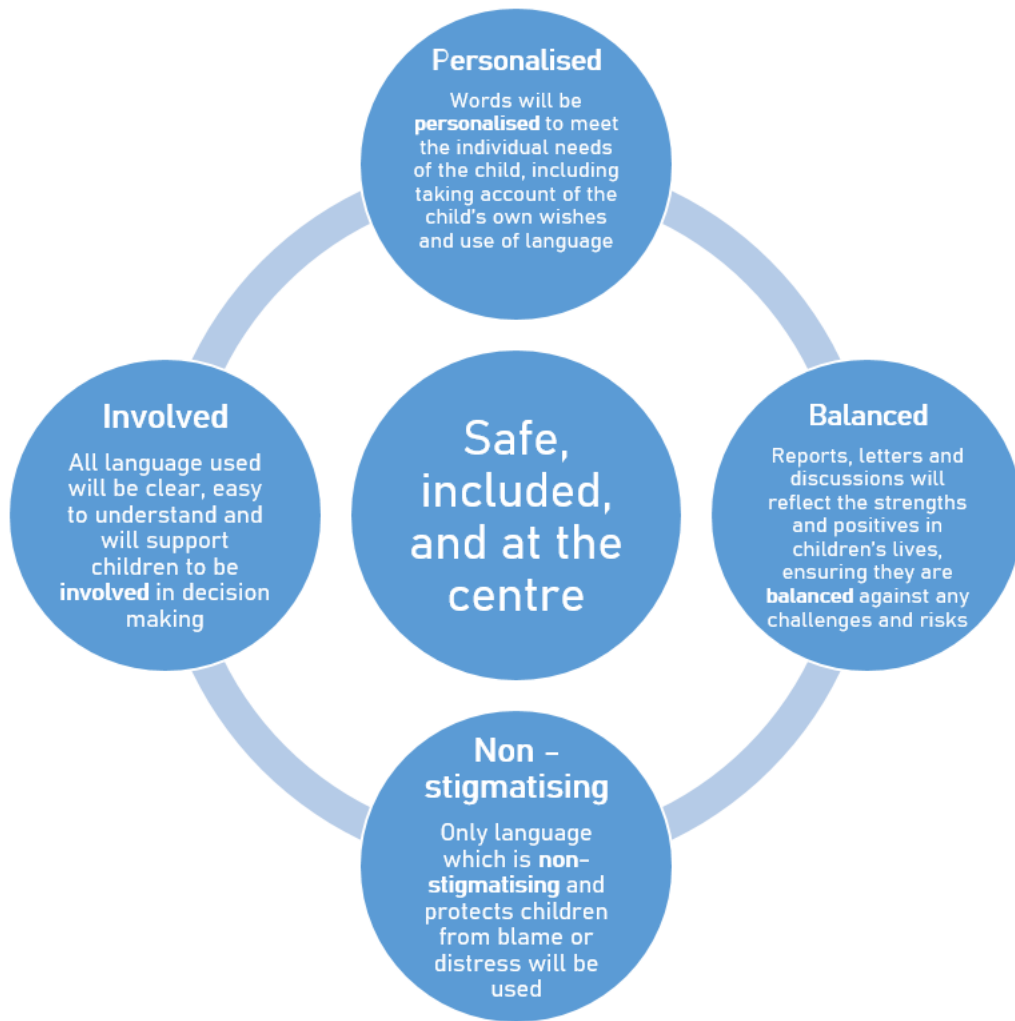 Personalised
Words will be
personalised to meet
the individual needs
of the child, including
taking account of the
child's own wishes
and use of language
Involved
All language used
will be clear, easy
to understand and
will support
children to be
involved in decision
making
Safe,
included,
and at the
centre
Balanced
Reports, letters and
discussions will
reflect the strengths
and positives in
children's lives,
ensuring they are
balanced against any
challenges and risks
Non –
stigmatising
Only language
which is non-
stigmatising and
protects children
from blame or
distress will be
used